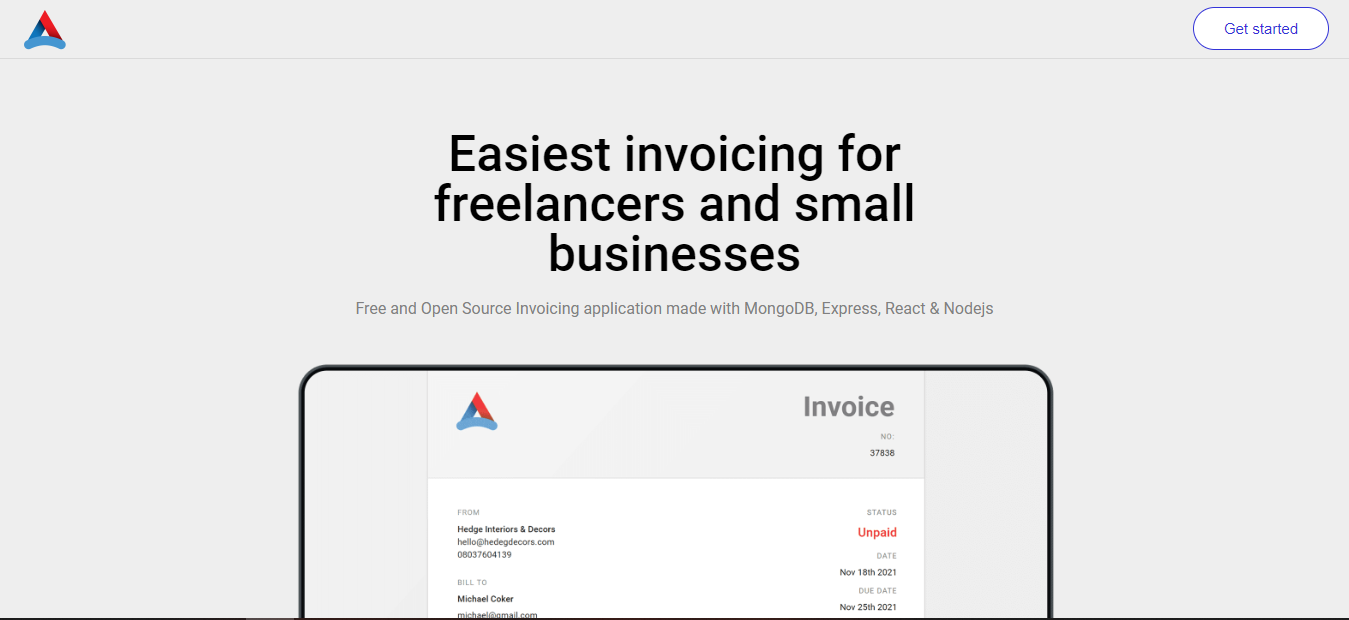 Get started
Easiest invoicing for
freelancers and small
businesses
Free and Open Source Invoicing application made with MongoDB, Express, React & Nodejs
Invoice
NO:
37838
FROM
Hedge Interiors & Decors
hello@hedegdecors.com
08037604139
BILL TO
Michael Coker
michael@gmail.com
STATUS
Unpaid
DATE
Nov 18th 2021
DUE DATE
Nov 25th 2021